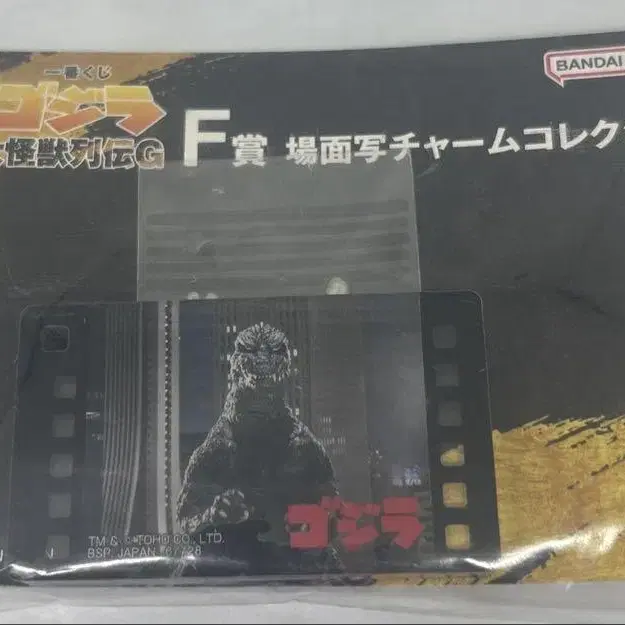 一番くじ
BANDAI
ゴジラ
怪獣列伝G
F賞 場面写チャームコレク
ゴジラ
TM & © TOHO CO., LTD.
BSP, JAPAN